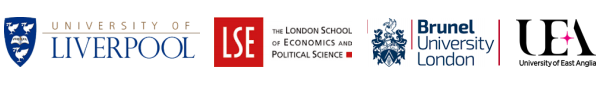 UNIVERSITY OF
LIVERPOOL
LSE
THE LONDON SCHOOL
OF ECONOMICS AND
POLITICAL SCIENCE
Brunel
University
London
UEA
University of East Anglia